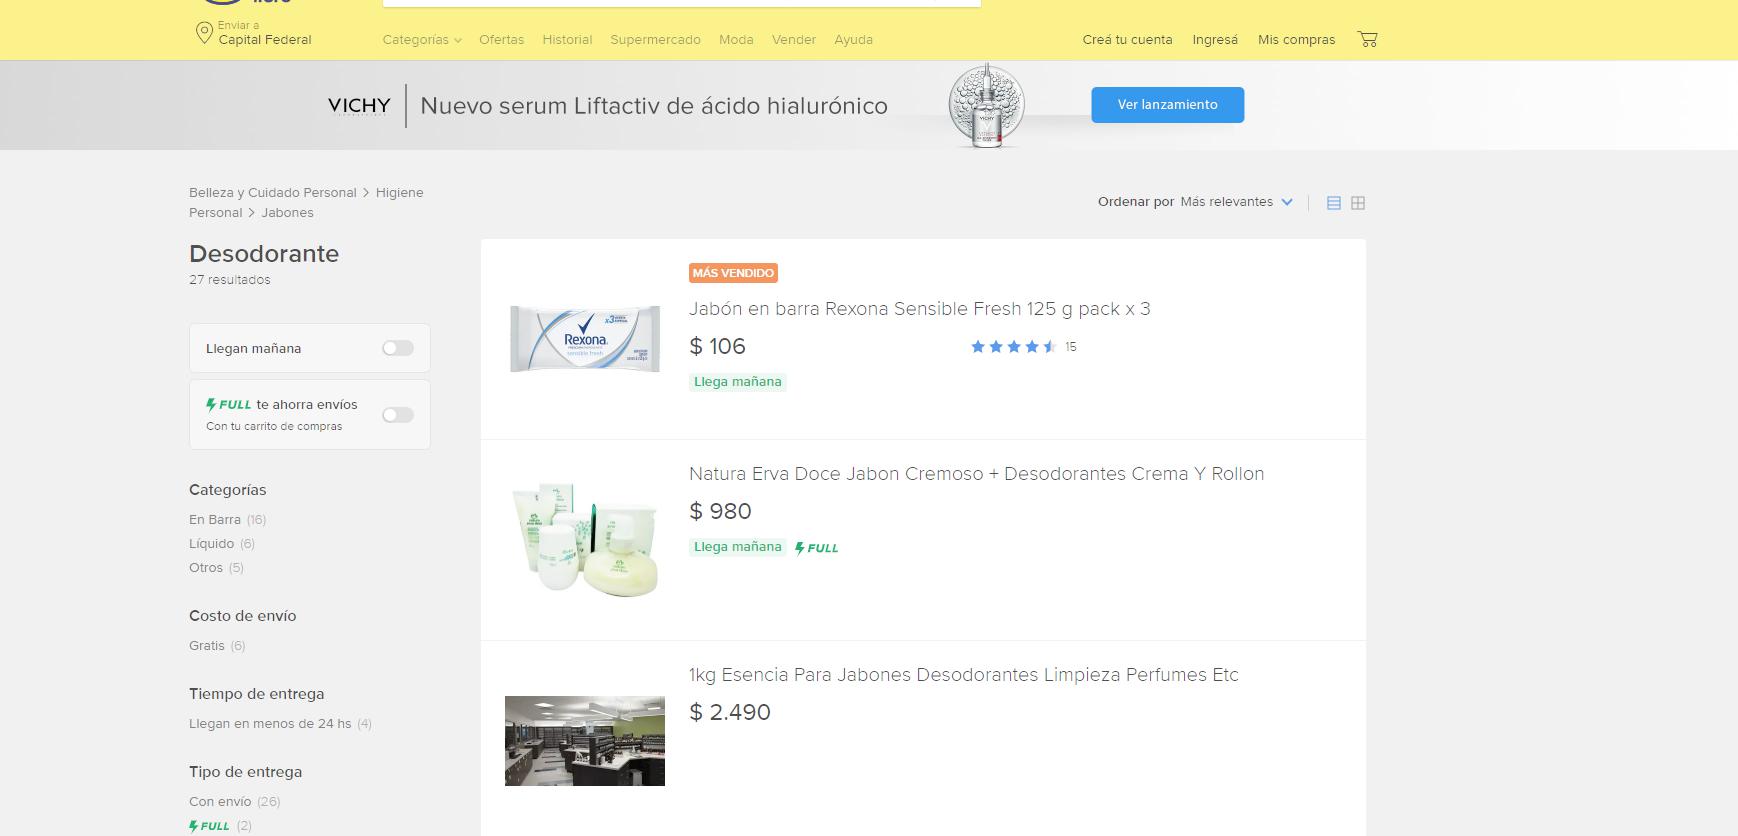 Enviar a
Capital Federal
Categorías
Ofertas
Historial
Supermercado
Moda
Vender
Ayuda
Creá tu cuenta
Ingresá
Mis compras
VICHY
Nuevo serum Liftactiv de ácido hialurónico
VICHY
Ver lanzamiento
Belleza y Cuidado Personal > Higiene
Personal > Jabones
Ordenar por Más relevantes
Desodorante
27 resultados
Llegan mañana
FULL te ahorra envíos
Con tu carrito de compras
Categorías
En Barra (16)
Líquido (6)
Otros (5)
Costo de envío
Gratis (6)
Tiempo de entrega
Llegan en menos de 24 hs (4)
Tipo de entrega
Con envío (26)
FULL (2)
MÁS VENDIDO
Jabón en barra Rexona Sensible Fresh 125 g pack x 3
$ 106
15
Llega mañana
x3
Rexona
sensible fresh
Natura Erva Doce Jabon Cremoso + Desodorantes Crema Y Rollon
$ 980
Llega mañana FULL
1kg Esencia Para Jabones Desodorantes Limpieza Perfumes Etc
$ 2.490